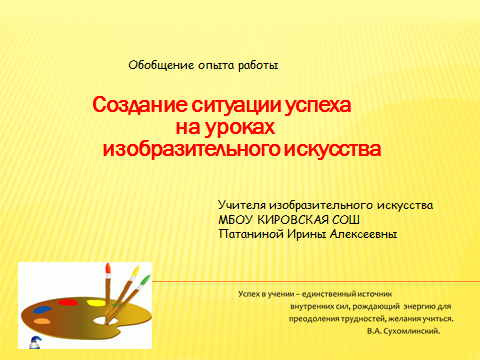 Обобщение опыта работы
Создание ситуации успеха
на уроках
изобразительного искусства
Учителя изобразительного искусства
МБОУ КИРОВСКАЯ СОШ
Патаниной Ирины Алексеевны
Успех в учении – единственный источник
внутренних сил, рождающий энергию для
преодоления трудностей, желания учиться.
В.А. Сухомлинский.